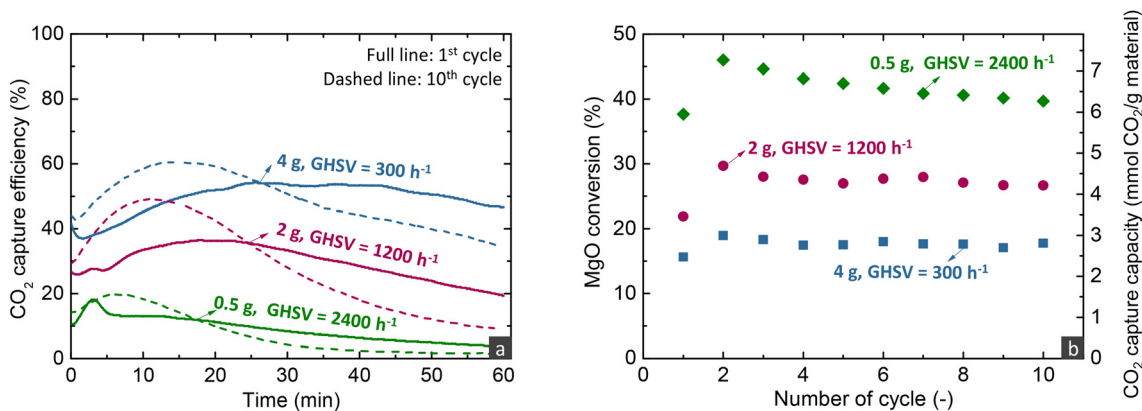 100
80
60
40
20
0
CO2 capture efficiency (%)
Full line: 1st cycle
Dashed line: 10th cycle
4 g, GHSV = 300 h-1
2 g, GHSV = 1200 h-1
0.5 g, GHSV = 2400 h-1
a
0 10 20 30 40 50 60
Time (min)
50
40
30
20
10
0
MgO conversion (%)
0.5 g, GHSV = 2400 h-1
2 g, GHSV = 1200 h-1
4 g, GHSV = 300 h-1
b
0 2 4 6 8 10
Number of cycle (-)
7
6
5
4
3
2
1
0
CO2 capture capacity (mmol CO2/g material)